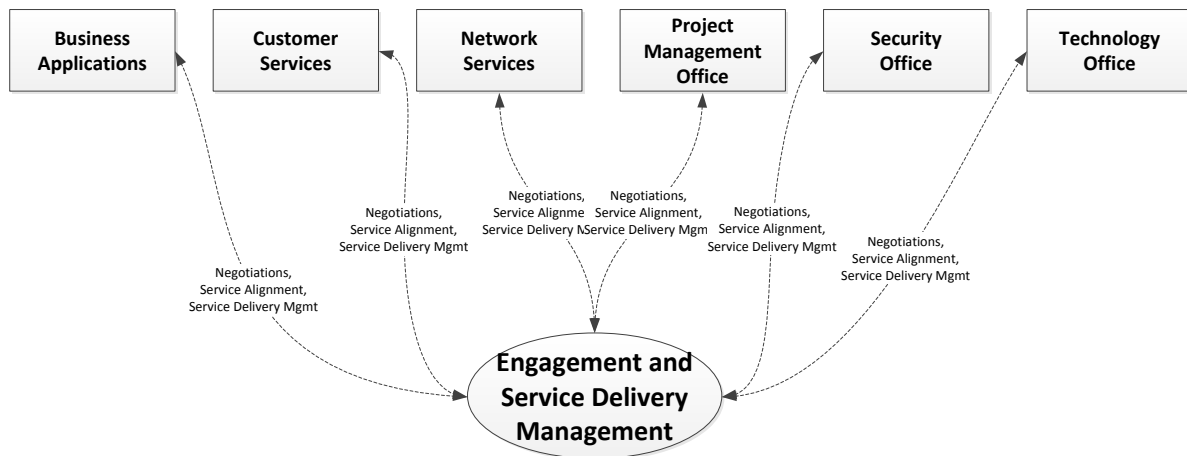 Business
Applications
Customer
Services
Network
Services
Project
Management
Office
Security
Office
Technology
Office
Negotiations,
Service Alignment,
Service Delivery Mgmt
Negotiations,
Service Alignment,
Service Delivery Mgmt
Negotiations,
Service Alignme
Service Delivery
Negotiations,
Service Alignment,
Service Delivery Mgmt
Negotiations,
Service Alignment,
Service Delivery Mgmt
Negotiations,
Service Alignment,
Service Delivery Mgmt
Engagement and
Service Delivery
Management